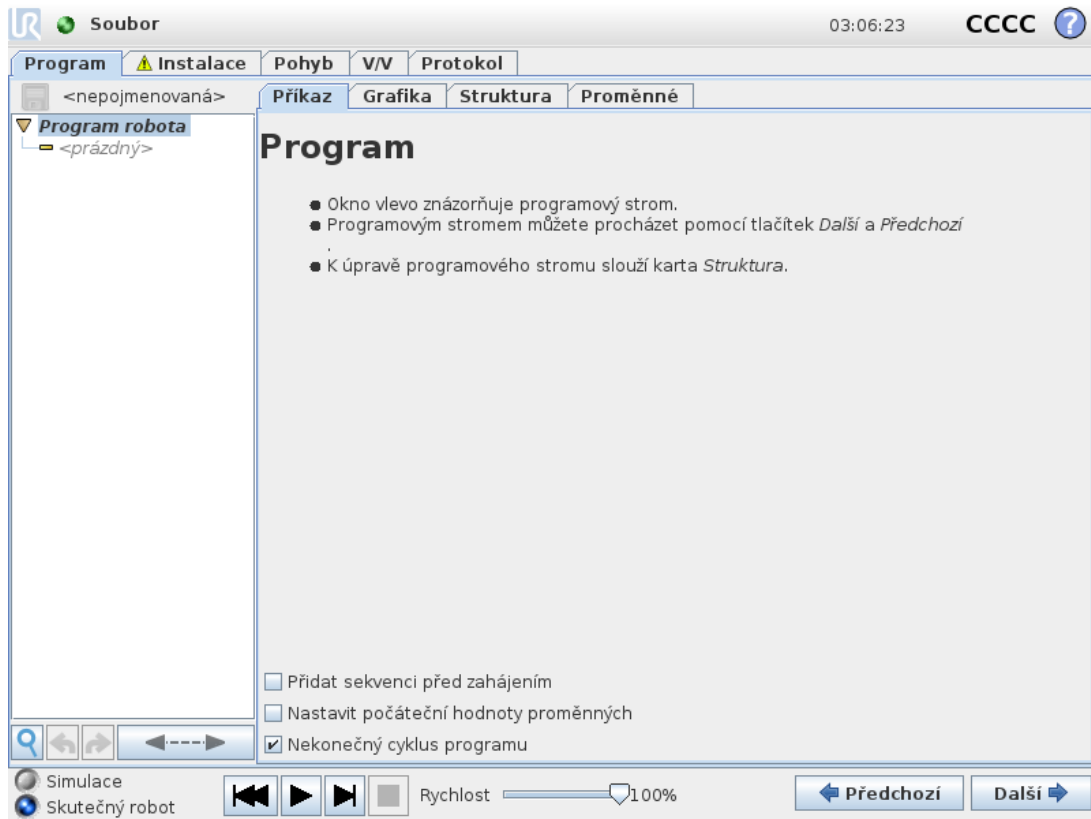 UR Soubor 03:06:23 CCCC ?
Program Instalace Pohyb V/V Protokol
<nepojmenovaná> Příkaz Grafika Struktura Proměnné
Program robota
<prázdný>
Program
Okno vlevo znázorňuje programový strom.
Programovým stromem můžete procházet pomocí tlačítek Další a Předchozí
.
K úpravě programového stromu slouží karta Struktura.
Přidat sekvenci před zahájením
Nastavit počáteční hodnoty proměnných
Nekonečný cyklus programu
Simulace
Skutečný robot
Rychlost 100%
Předchozí Další